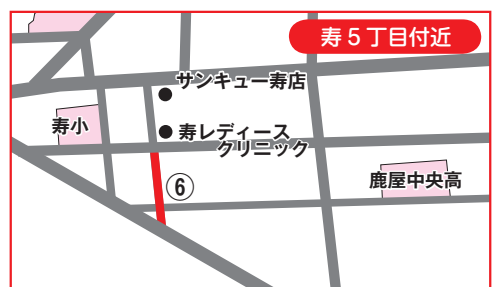 寿5丁目付近
サンキュー寿店
寿小
寿レディース
クリニック
⑥
鹿屋中央高